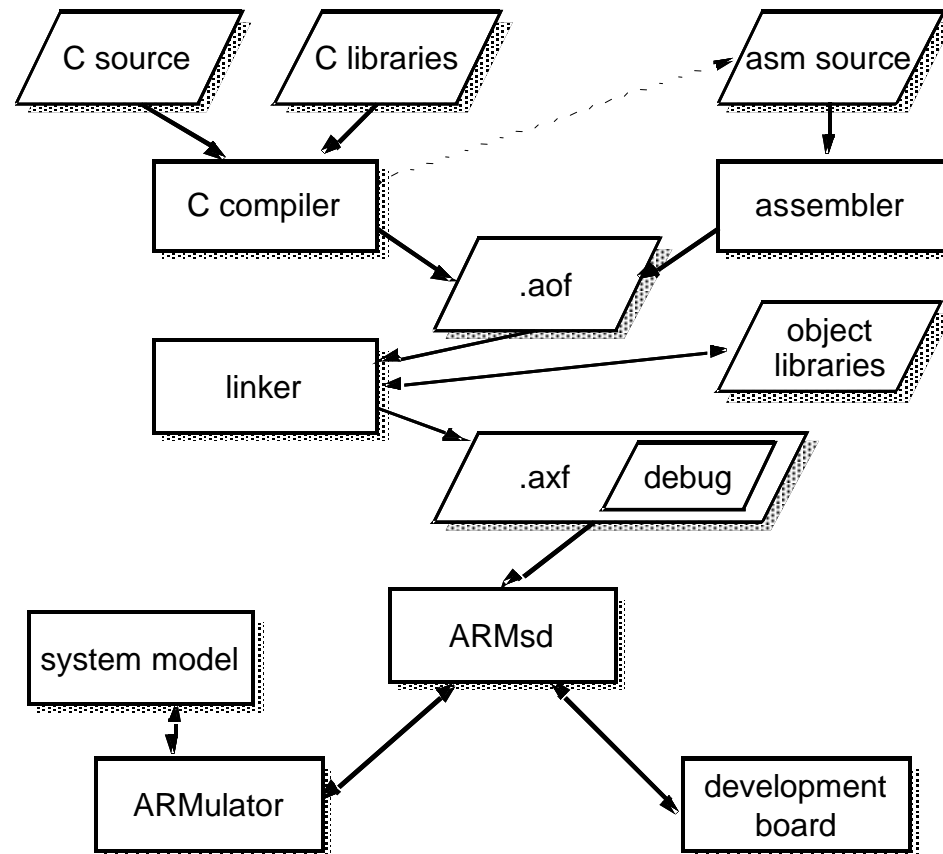 C source
C libraries
asm source
C compiler
assembler
.aof
object
libraries
linker
.axf
debug
ARMsd
system model
ARMulator
development
board